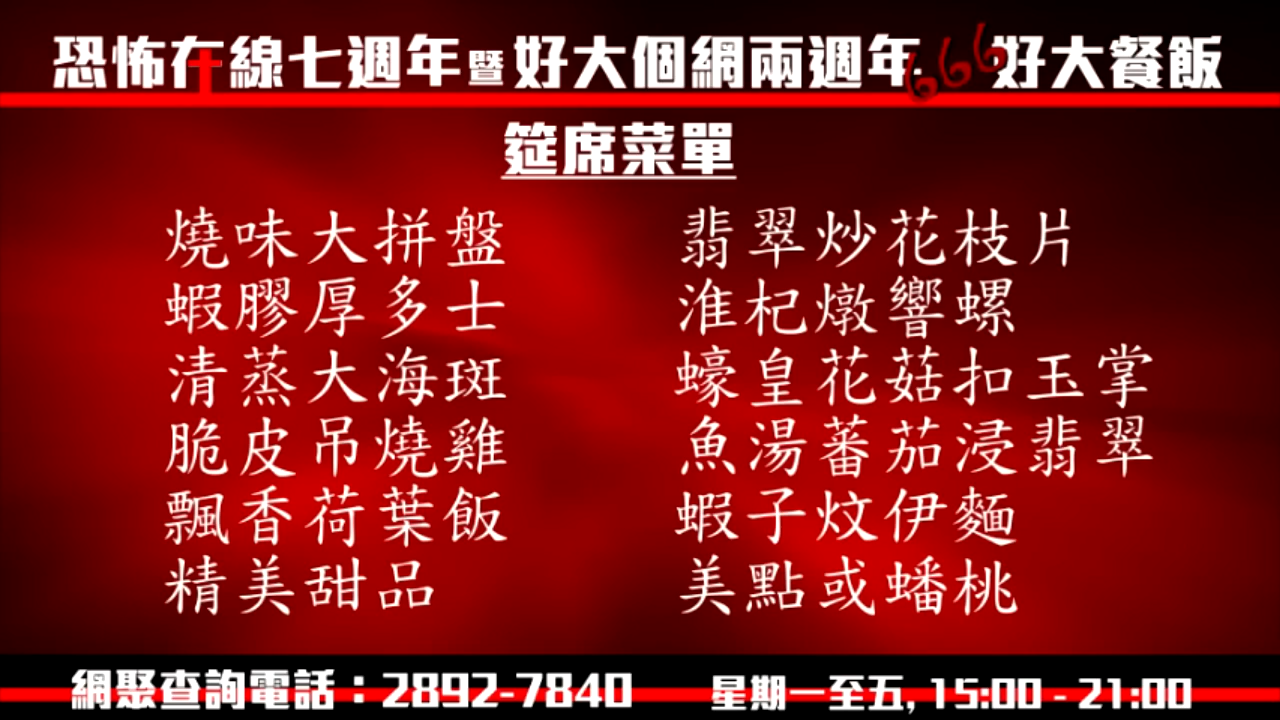 恐怖在線七週年暨好大個網兩週年666好大餐飯
筵席菜單
燒味大拼盤
翡翠炒花枝片
蝦膠厚多士
淮杞燉響螺
清蒸大海斑
蠔皇花菇扣玉掌
脆皮吊燒雞
魚湯蕃茄浸翡翠
飄香荷葉飯
蝦子炆伊麵
精美甜品
美點或蟠桃
網聚查詢電話：2892-7840 星期一至五, 15:00 - 21:00